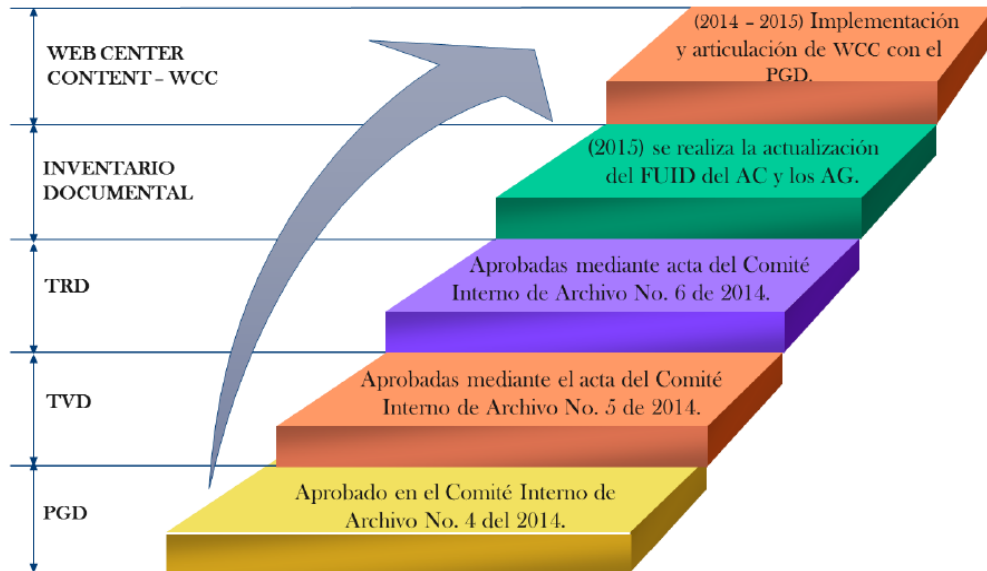 WEB CENTER
CONTENT – WCC
(2014 – 2015) Implementación
y articulación de WCC con el
PGD.
INVENTARIO
DOCUMENTAL
(2015) se realiza la actualización
del FUID del AC y los AG.
TRD
Aprobadas mediante acta del Comité
Interno de Archivo No. 6 de 2014.
TVD
Aprobadas mediante el acta del Comité
Interno de Archivo No. 5 de 2014.
PGD
Aprobado en el Comité Interno de
Archivo No. 4 del 2014.